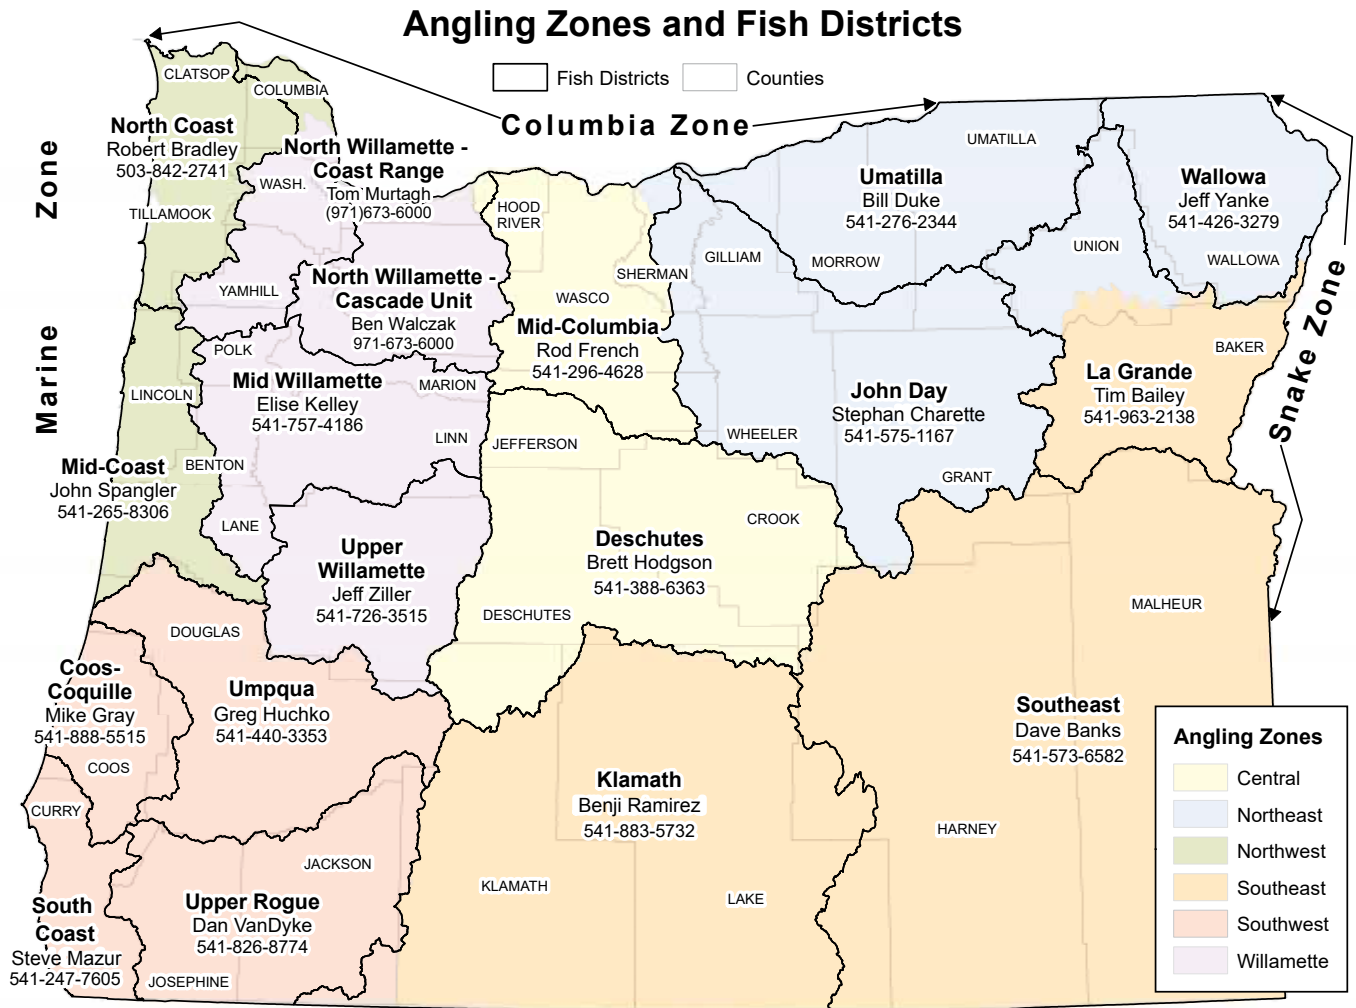 Angling Zones and Fish Districts
Fish Districts
Counties
Columbia Zone
Marine Zone
Snake Zone
CLATSOP
COLUMBIA
North Coast
Robert Bradley
503-842-2741
TILLAMOOK
North Willamette -
Coast Range
Tom Murtagh
(971)673-6000
WASH.
YAMHILL
North Willamette -
Cascade Unit
Ben Walczak
971-673-6000
HOOD
RIVER
SHERMAN
WASCO
Mid-Columbia
Rod French
541-296-4628
GILLIAM
MORROW
UMATILLA
Umatilla
Bill Duke
541-276-2344
UNION
Wallowa
Jeff Yanke
541-426-3279
WALLOWA
BAKER
La Grande
Tim Bailey
541-963-2138
John Day
Stephan Charette
541-575-1167
WHEELER
GRANT
POLK
Mid Willamette
Elise Kelley
541-757-4186
MARION
LINN
LINCOLN
BENTON
Mid-Coast
John Spangler
541-265-8306
LANE
JEFFERSON
CROOK
Deschutes
Brett Hodgson
541-388-6363
DESCHUTES
Upper
Willamette
Jeff Ziller
541-726-3515
DOUGLAS
Umpqua
Greg Huchko
541-440-3353
Coos-
Coquille
Mike Gray
541-888-5515
COOS
CURRY
South
Coast
Steve Mazur
541-247-7605
JOSEPHINE
JACKSON
Upper Rogue
Dan VanDyke
541-826-8774
Klamath
Benji Ramirez
541-883-5732
KLAMATH
LAKE
MALHEUR
Southeast
Dave Banks
541-573-6582
HARNEY
Angling Zones
Central
Northeast
Northwest
Southeast
Southwest
Willamette